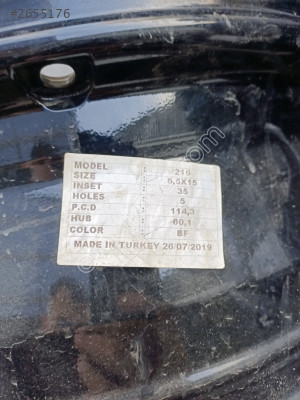 #2655176
MODEL : 216
SIZE : 6,5X15
INSET : 35
HOLES : 5
P.C.D : 114,3
HUB : 60,1
COLOR : BF
MADE IN TURKEY 26/07/2019